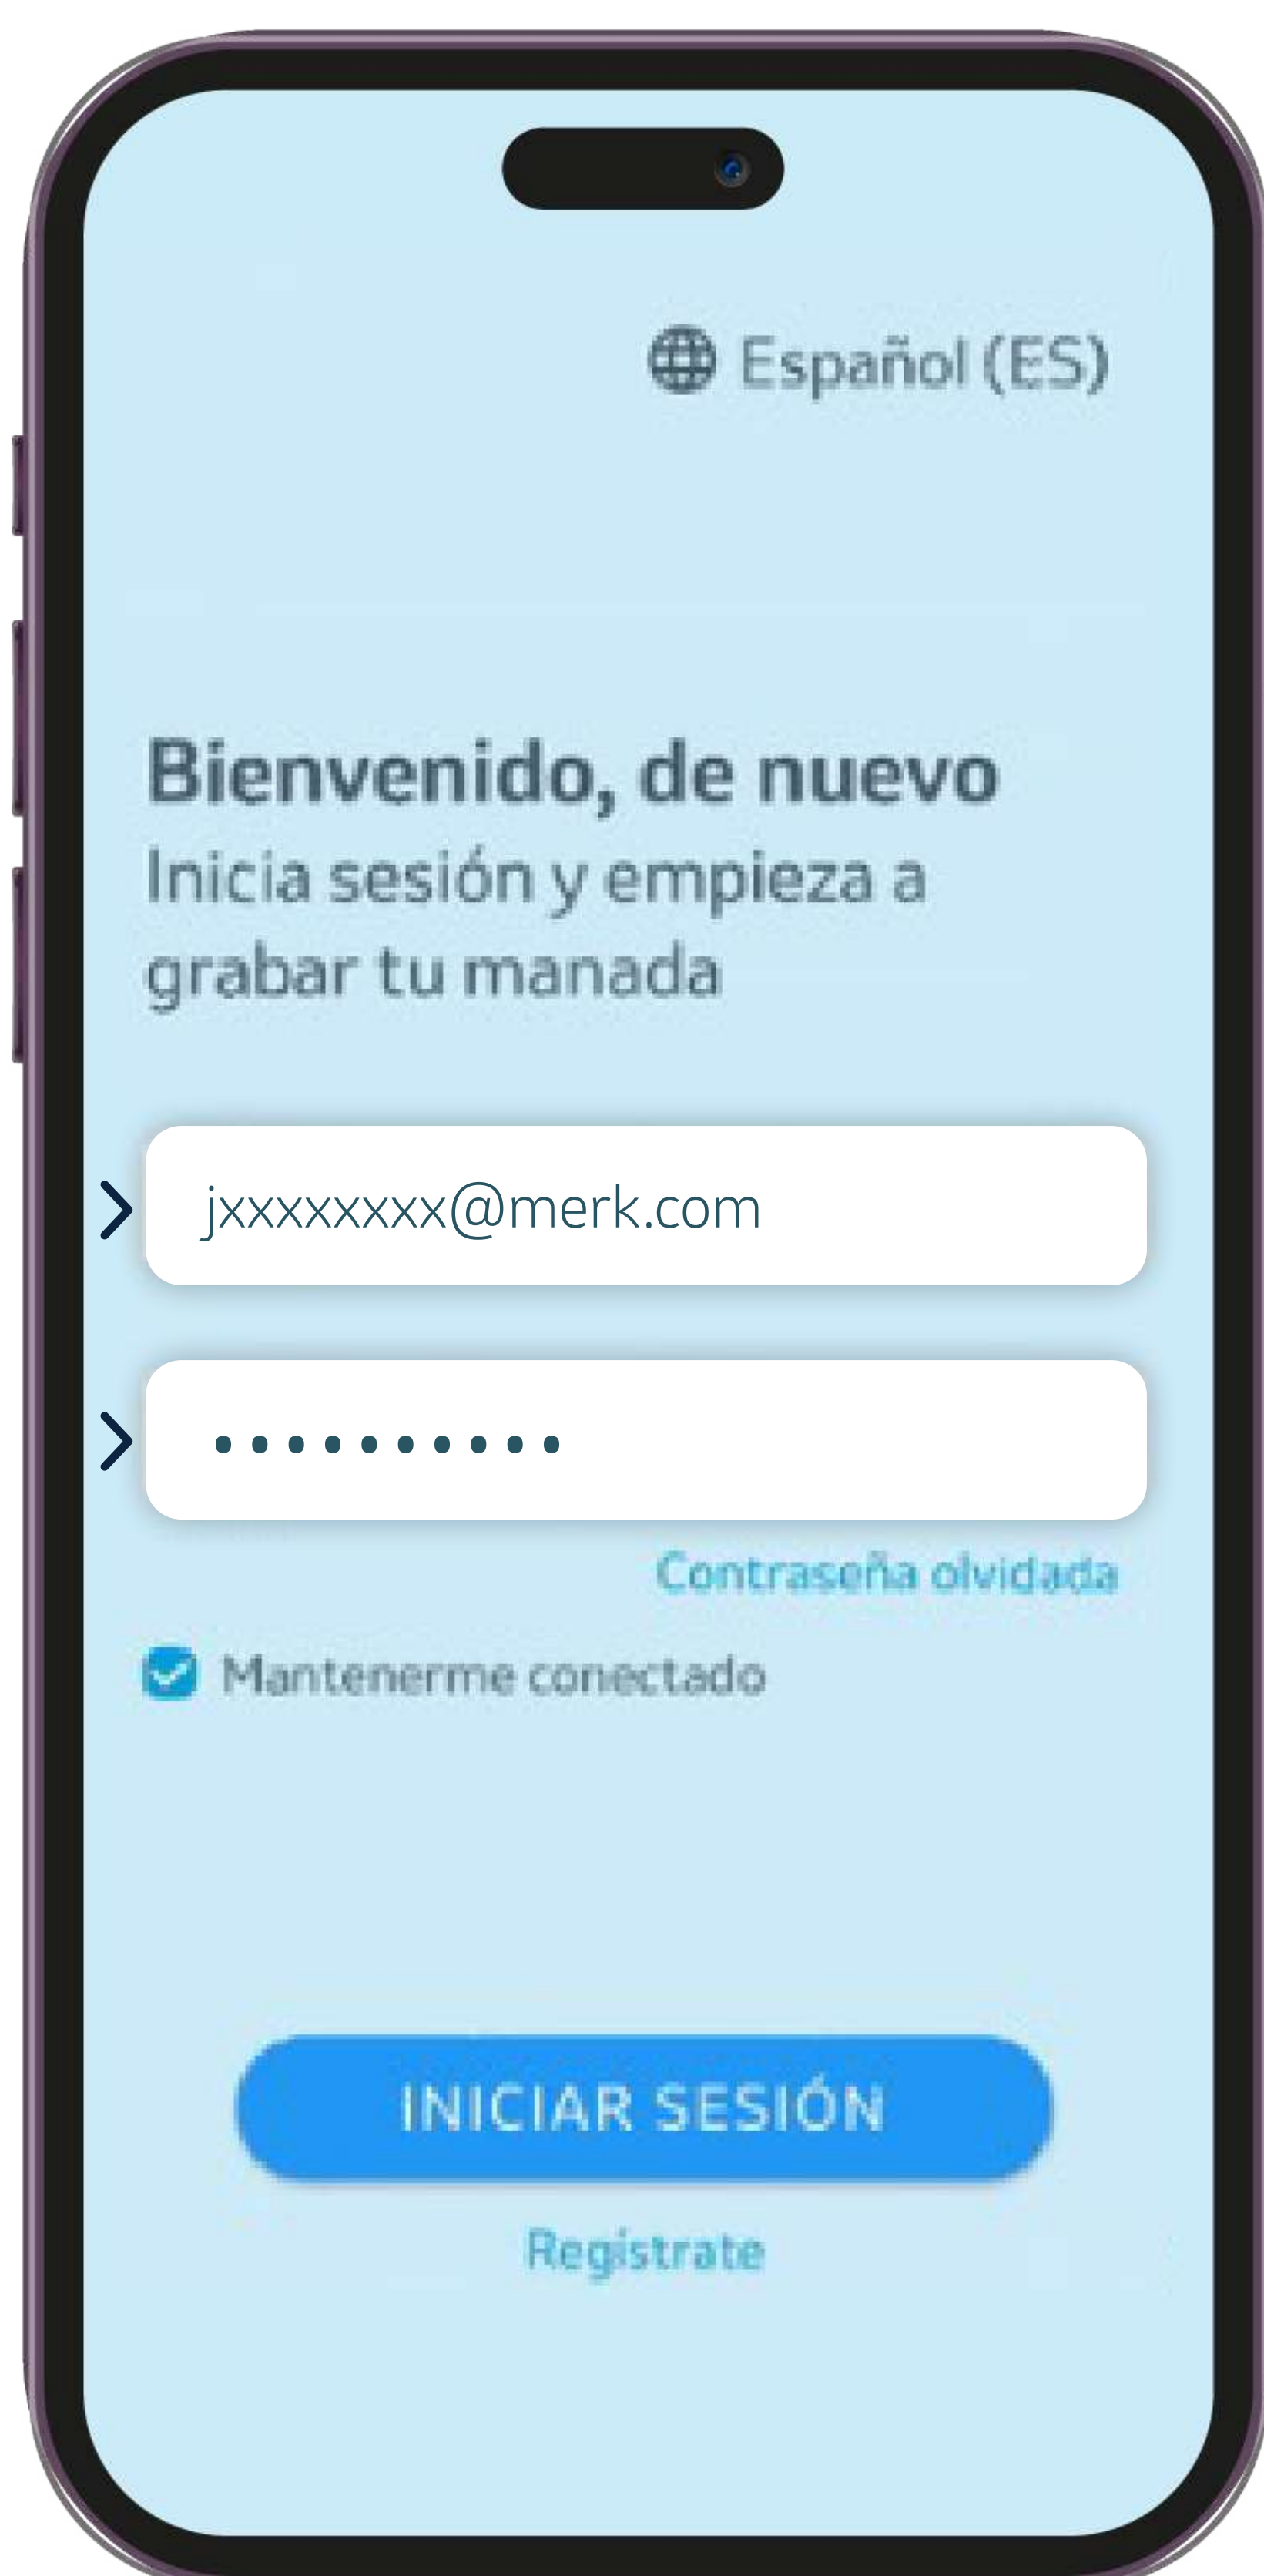 Español (ES)
Bienvenido, de nuevo
Inicia sesión y empieza a
grabar tu manada
jxxxxxxxx@merk.com
••••••••••
Contraseña olvidada
Mantenerme conectado
INICIAR SESIÓN
Regístrate